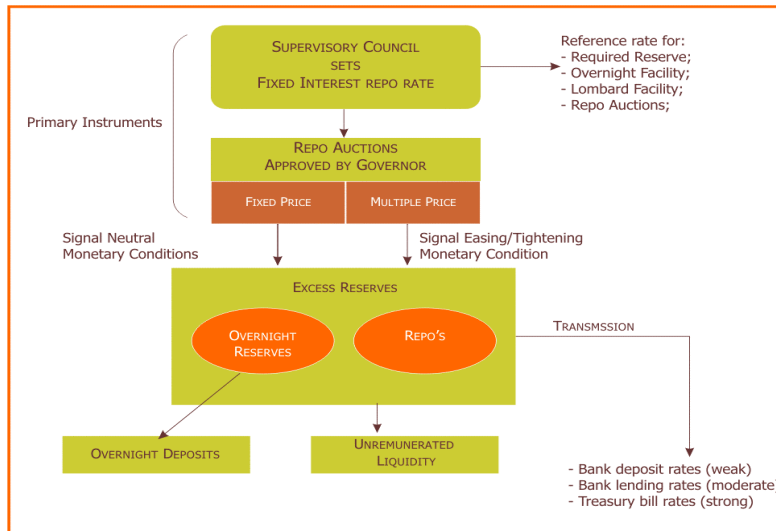 SUPERVISORY COUNCIL
SETS
FIXED INTEREST REPO RATE
Reference rate for:
- Required Reserve;
- Overnight Facility;
- Lombard Facility;
- Repo Auctions;
Primary Instruments
REPO AUCTIONS
APPROVED BY GOVERNOR
FIXED PRICE
MULTIPLE PRICE
Signal Neutral
Monetary Conditions
Signal Easing/Tightening
Monetary Condition
EXCESS RESERVES
OVERNIGHT
RESERVES
REPO'S
TRANSMSSION
OVERNIGHT DEPOSITS
UNREMUNERATED
LIQUIDITY
- Bank deposit rates (weak)
- Bank lending rates (moderate)
- Treasury bill rates (strong)